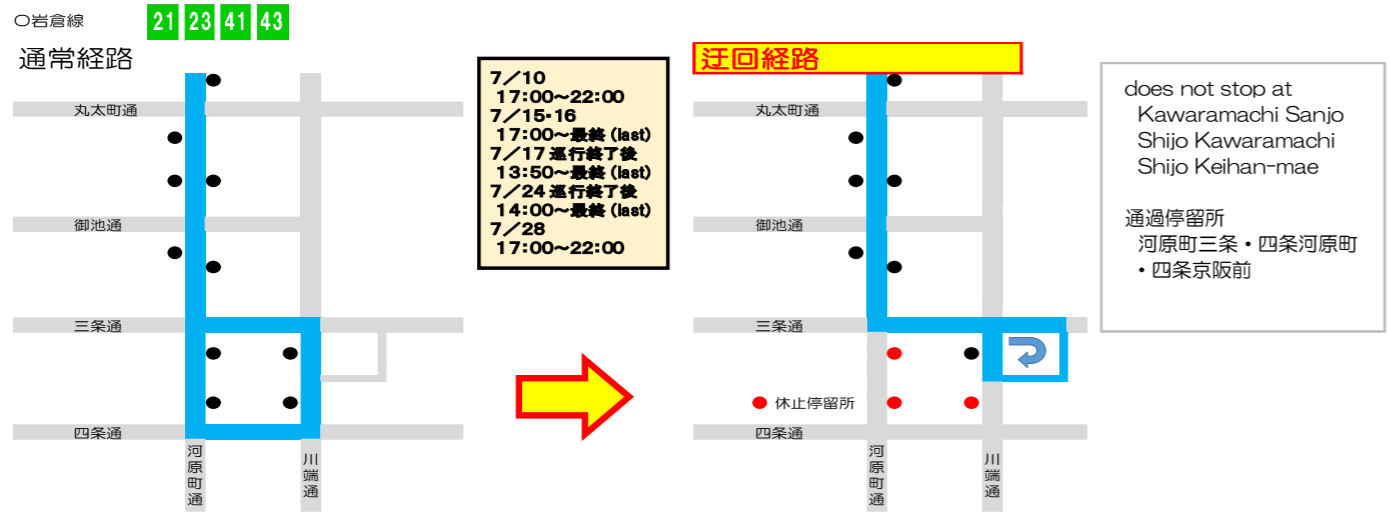 〇岩倉線
21 23 41 43
通常経路
丸太町通
御池通
三条通
四条通
河原町通
川端通
7／10
17:00～22:00
7／15・16
17:00～最終(last)
7／17 巡行終了後
13:50～最終(last)
7／24 巡行終了後
14:00～最終(last)
7／28
17:00～22:00
迂回経路
丸太町通
御池通
三条通
休止停留所
四条通
河原町通
川端通
does not stop at
Kawaramachi Sanjo
Shijo Kawaramachi
Shijo Keihan-mae
通過停留所
河原町三条・四条河原町
・四条京阪前